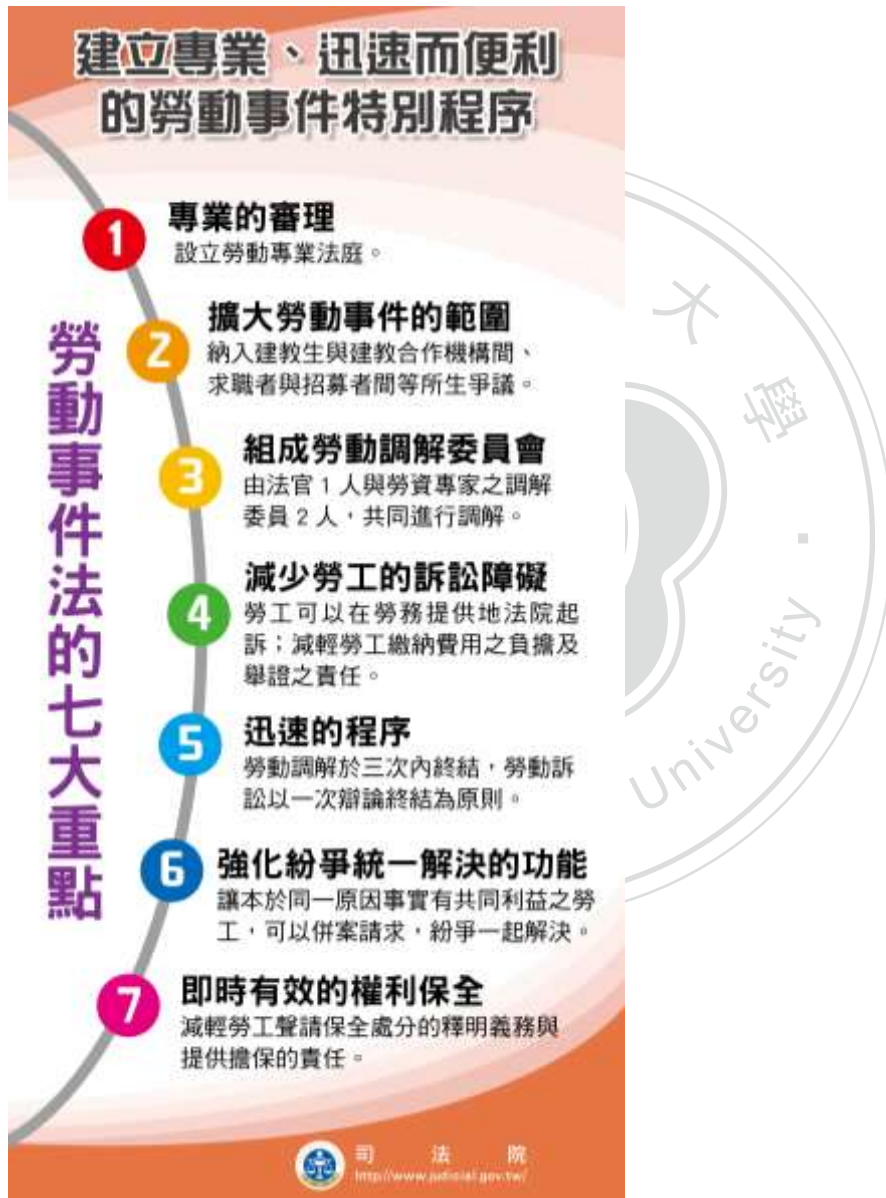 建立專業、迅速而便利
的勞動事件特別程序
勞動事件法的七大重點
1
專業的審理
設立勞動專業法庭。
2
擴大勞動事件的範圍
納入建教生與建教合作機構間、
求職者與招募者間等所生爭議。
3
組成勞動調解委員會
由法官1人與勞資專家之調解
委員2人,共同進行調解。
4
減少勞工的訴訟障礙
勞工可以在勞務提供地法院起
訴;減輕勞工繳納費用之負擔及
舉證之責任。
5
迅速的程序
勞動調解於三次內終結,勞動訴
訟以一次辯論終結為原則。
6
強化紛爭統一解決的功能
讓本於同一原因事實有共同利益之勞
工,可以併案請求,紛爭一起解決。
7
即時有效的權利保全
減輕勞工聲請保全處分的釋明義務與
提供擔保的責任。
司法院
http://www.judicial.gov.tw/
大學
University